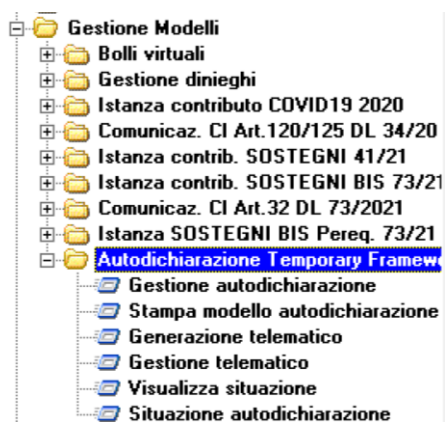 Gestione Modelli
Bolli virtuali
Gestione dinieghi
Istanza contributo COVID19 2020
Comunicaz. CI Art.120/125 DL 34/20
Istanza contrib. SOSTEGNI 41/21
Istanza contrib. SOSTEGNI BIS 73/21
Comunicaz. CI Art.32 DL 73/2021
Istanza SOSTEGNI BIS Pereq. 73/21
Autodichiarazione Temporary Framew
Gestione autodichiarazione
Stampa modello autodichiarazione
Generazione telematico
Gestione telematico
Visualizza situazione
Situazione autodichiarazione